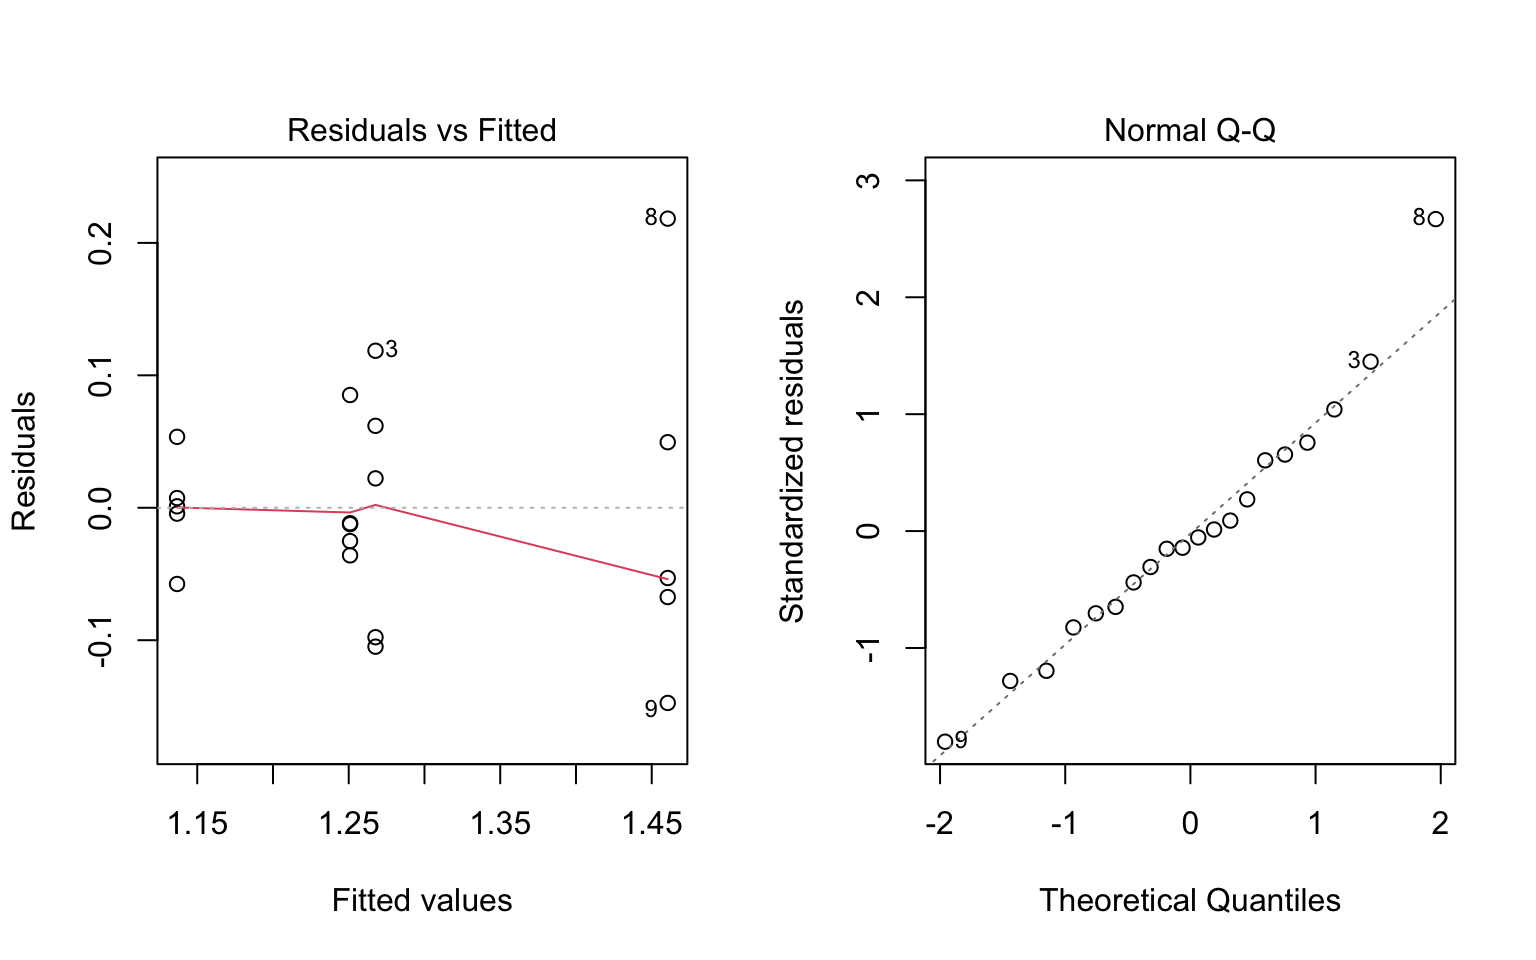 Residuals vs Fitted
Residuals
0.2
0.1
0.0
-0.1
8
3
9
1.15 1.25 1.35 1.45
Fitted values
Normal Q-Q
Standardized residuals
3
2
1
0
-1
8
3
9
-2 -1 0 1 2
Theoretical Quantiles